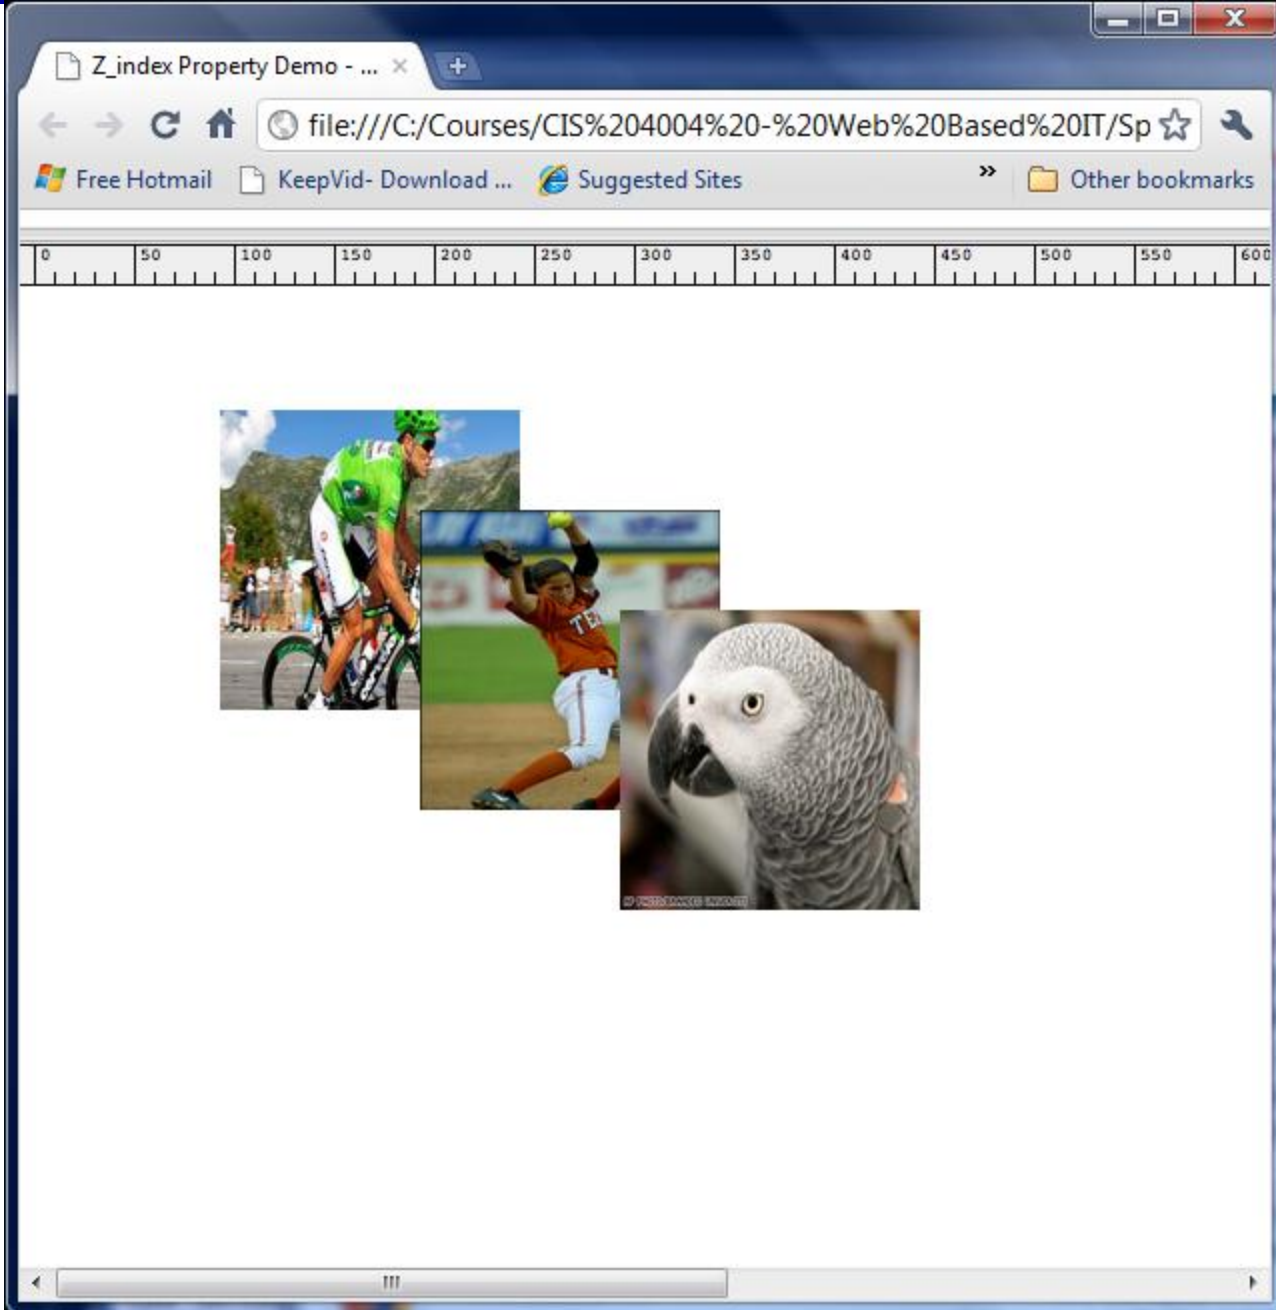 Z_index Property Demo - ...
file:///C:/Courses/CIS%204004%20-%20Web%20Based%20IT/Sp
Free Hotmail KeepVid- Download ... Suggested Sites » Other bookmarks
0 50 100 150 200 250 300 350 400 450 500 550 600
TE